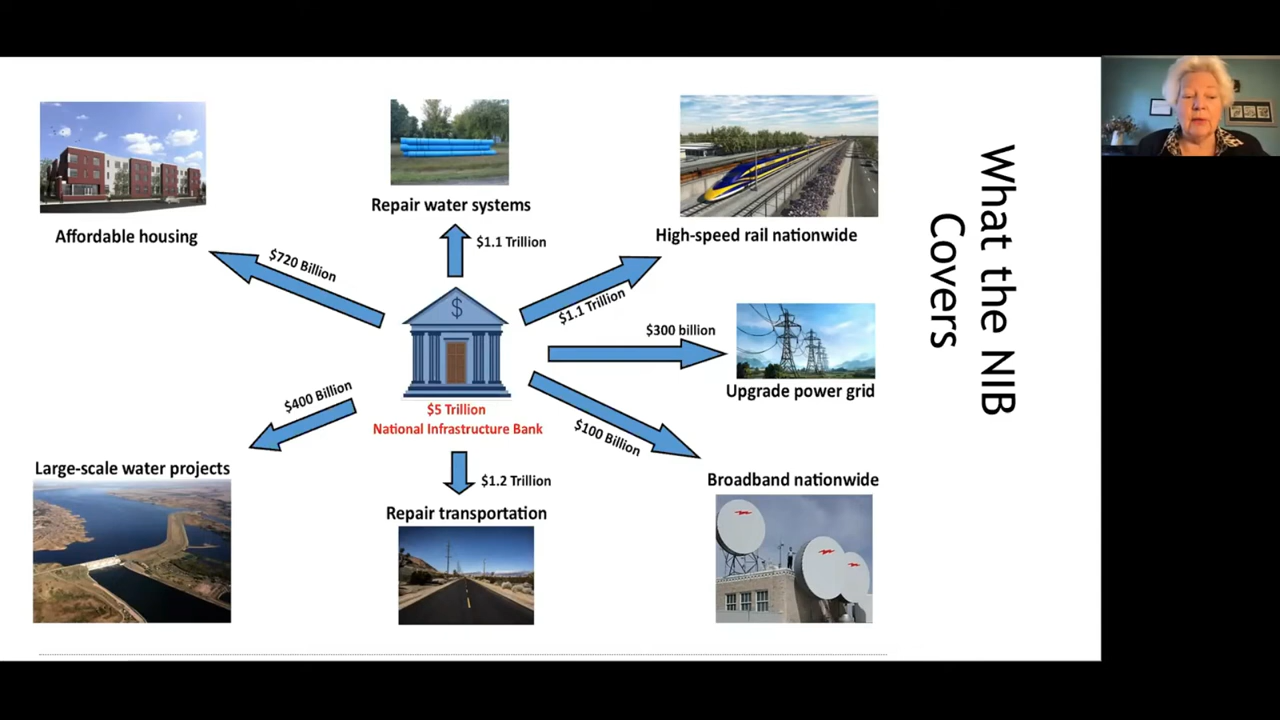 What the NIB
Covers
Affordable housing
$720 Billion
Repair water systems
$1.1 Trillion
High-speed rail nationwide
$1.1 Trillion
$300 billion
Upgrade power grid
$
$5 Trillion
National Infrastructure Bank
$400 Billion
Large-scale water projects
$1.2 Trillion
Repair transportation
$100 Billion
Broadband nationwide